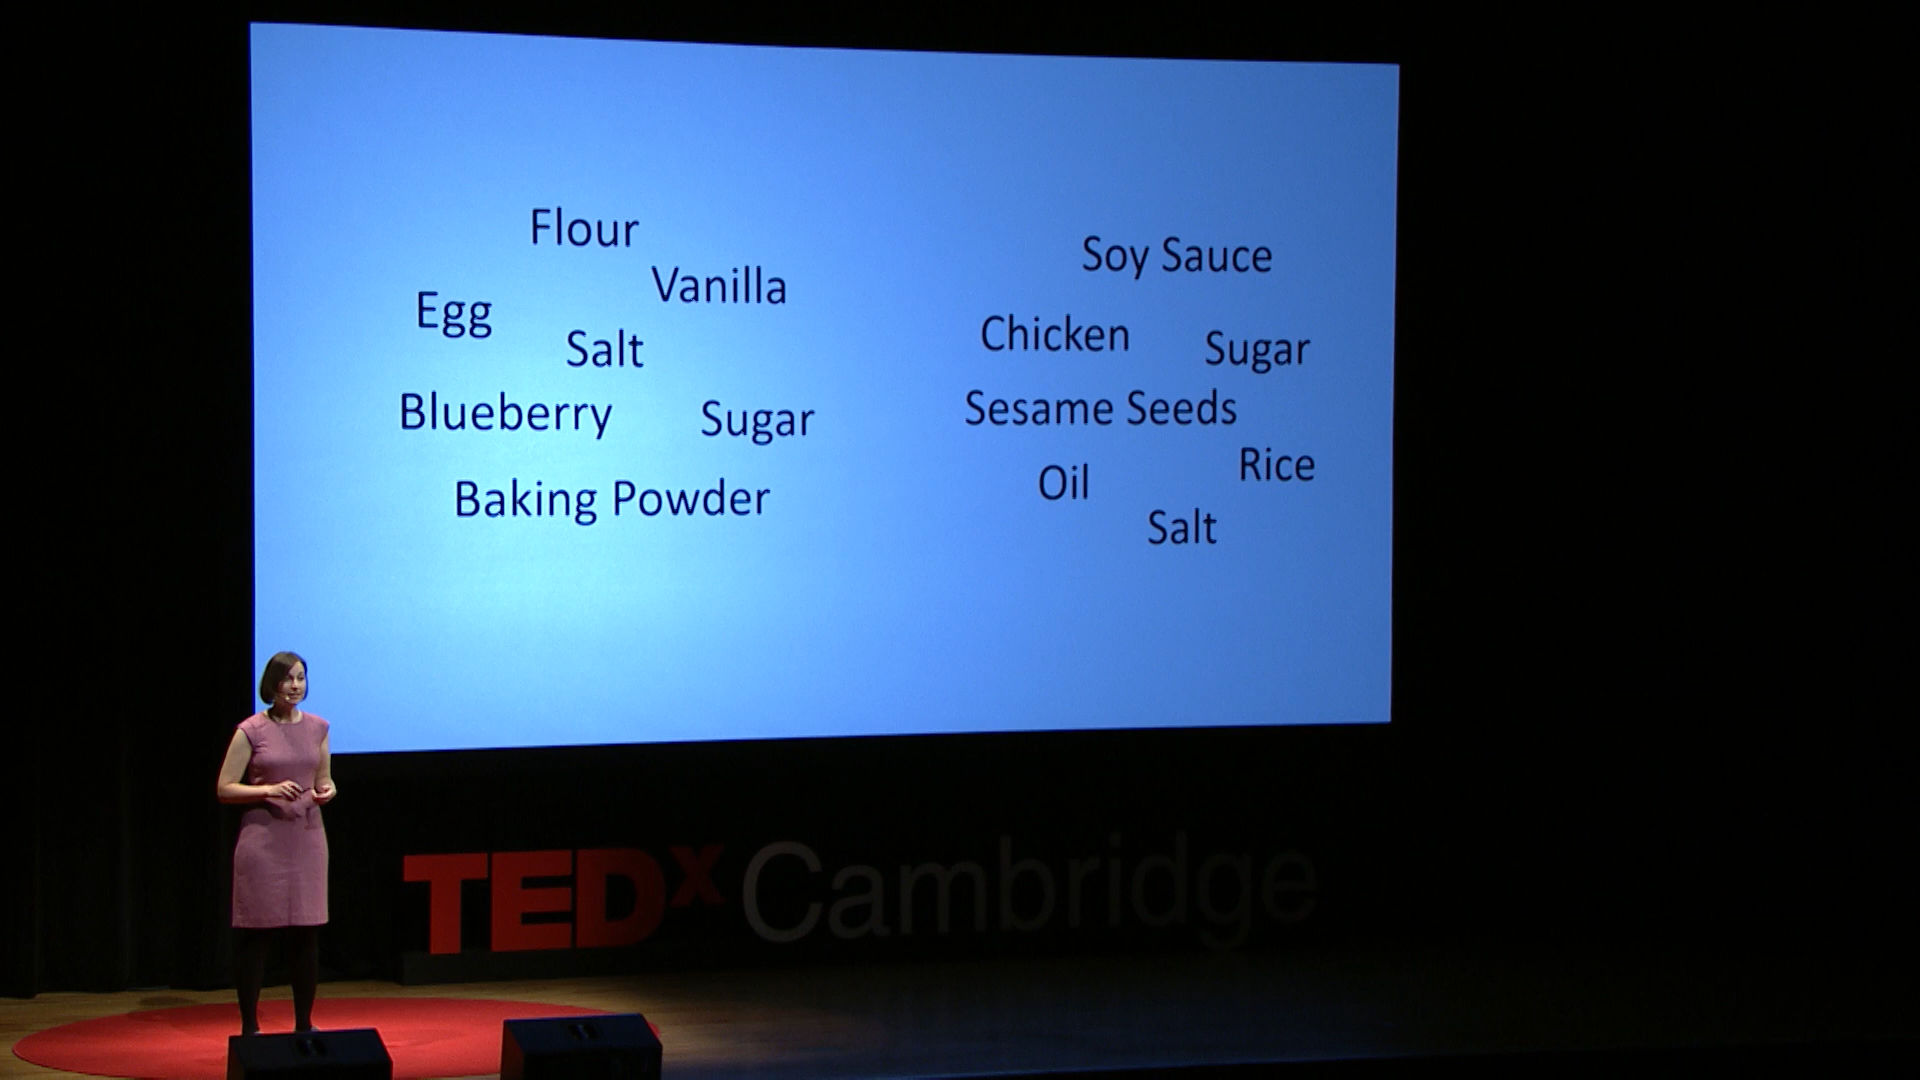 Flour
Vanilla
Egg
Salt
Blueberry
Sugar
Baking Powder
Soy Sauce
Chicken
Sugar
Sesame Seeds
Rice
Oil
Salt
TEDx Cambridge